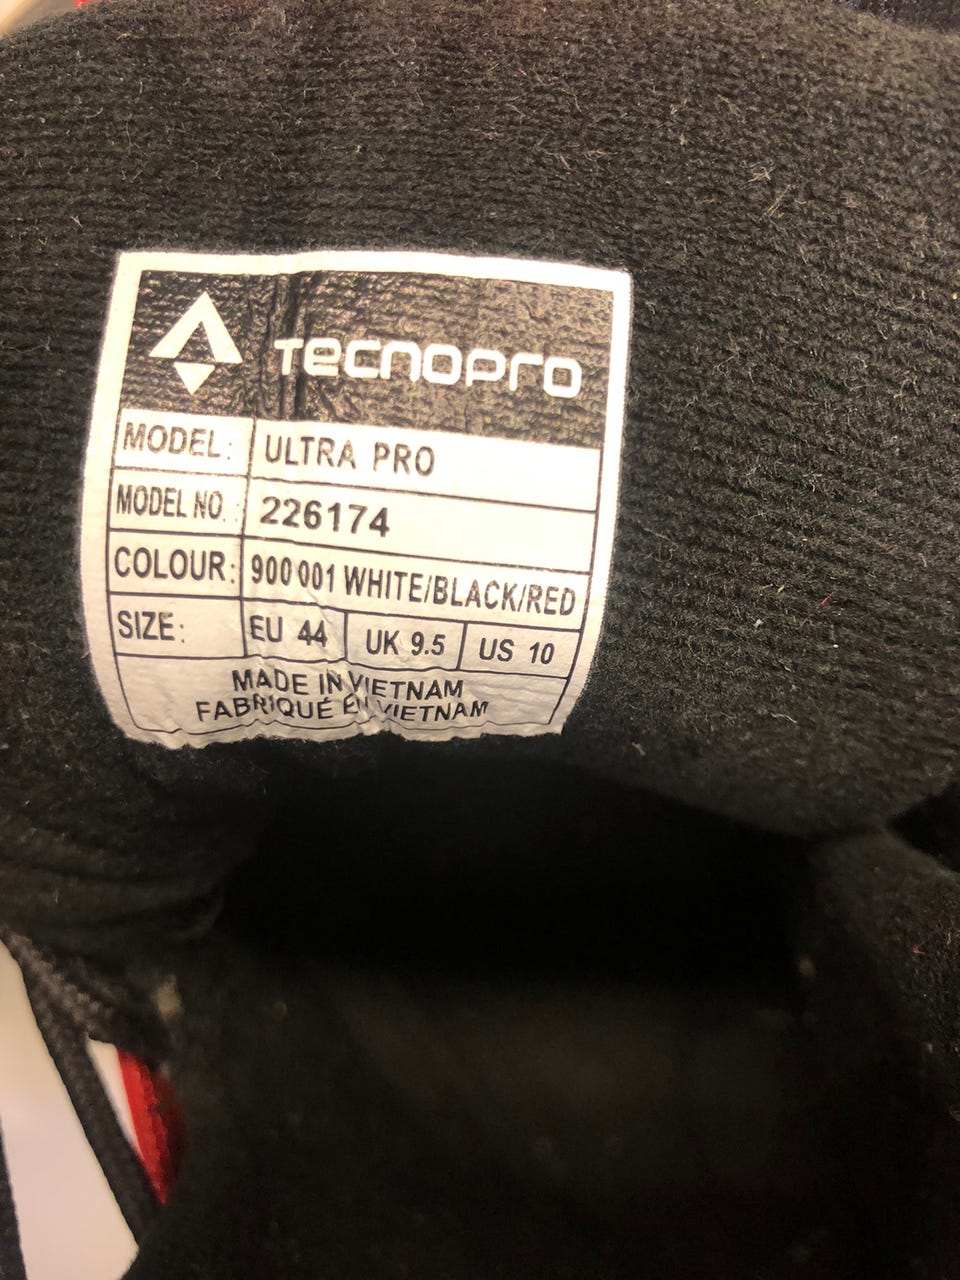 TECNOPRO
MODEL: ULTRA PRO
MODEL NO.: 226174
COLOUR: 900 001 WHITE/BLACK/RED
SIZE: EU 44 UK 9.5 US 10
MADE IN VIETNAM
FABRIQUÉ EN VIETNAM